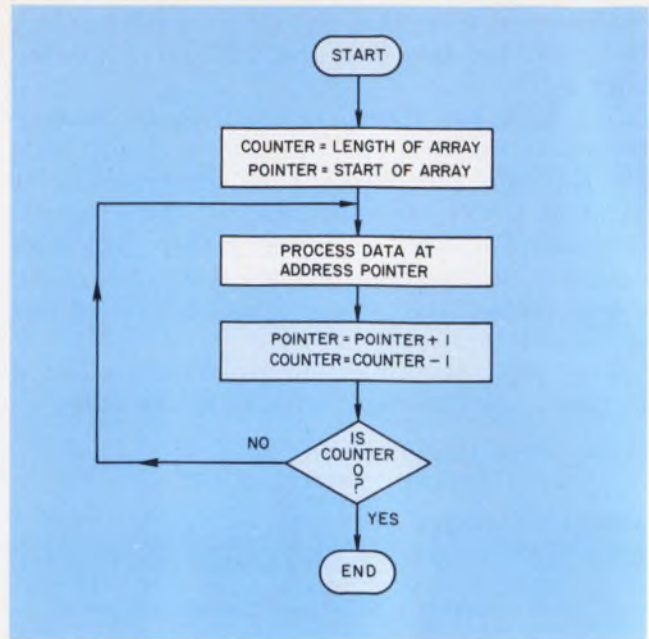 START
COUNTER = LENGTH OF ARRAY
POINTER = START OF ARRAY
PROCESS DATA AT
ADDRESS POINTER
POINTER = POINTER + 1
COUNTER = COUNTER - 1
IS
COUNTER
0
?
NO
YES
END